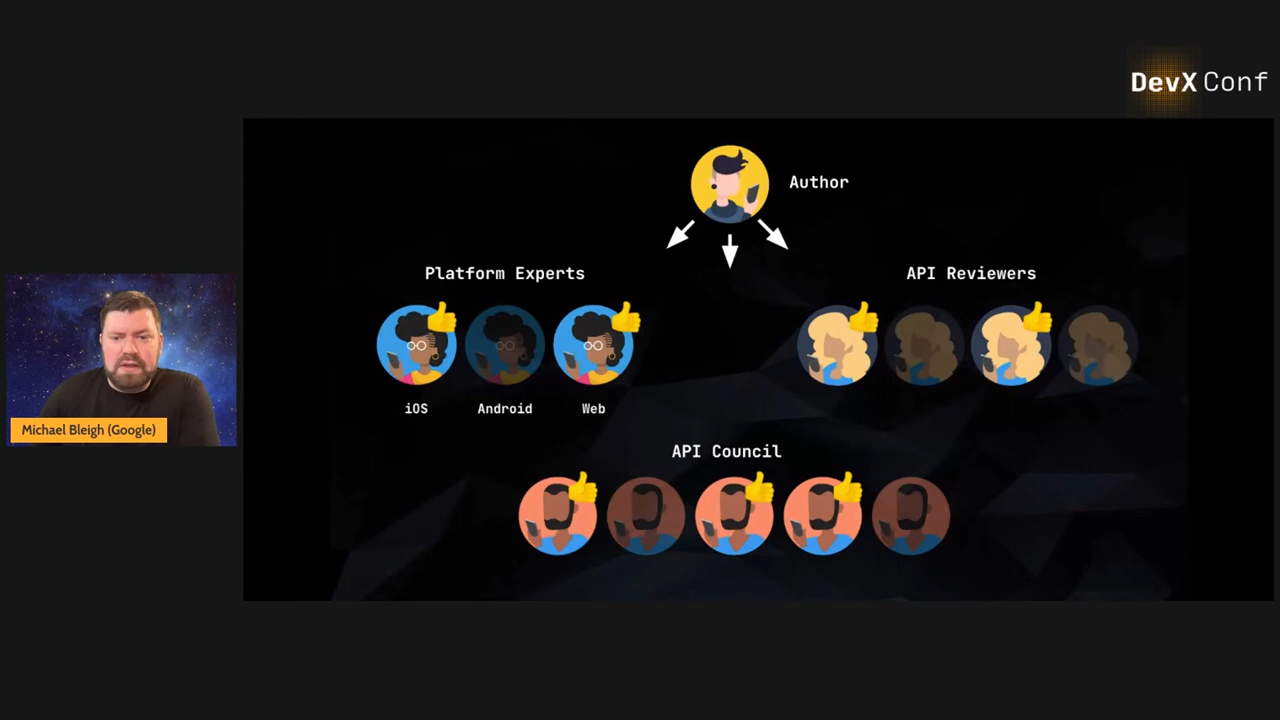 DevX Conf
Author
Platform Experts
API Reviewers
iOS
Android
Web
API Council
Michael Bleigh (Google)